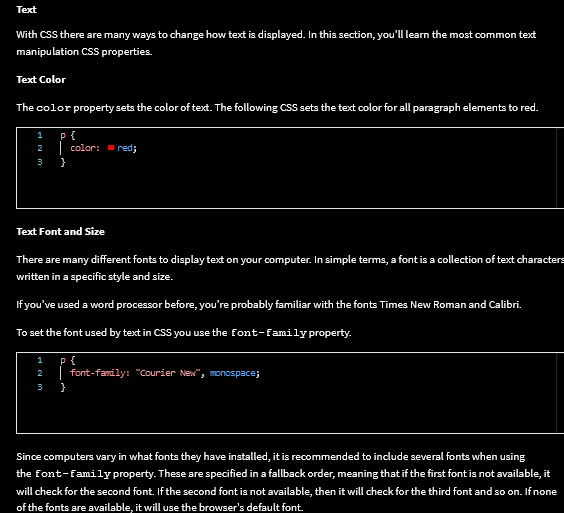 Text
With CSS there are many ways to change how text is displayed. In this section, you'll learn the most common text
manipulation CSS properties.
Text Color
The color property sets the color of text. The following CSS sets the text color for all paragraph elements to red.
1 p {
2 color: red;
3 }
Text Font and Size
There are many different fonts to display text on your computer. In simple terms, a font is a collection of text characters
written in a specific style and size.
If you've used a word processor before, you're probably familiar with the fonts Times New Roman and Calibri.
To set the font used by text in CSS you use the font-family property.
1 p {
2 font-family: "Courier New", monospace;
3 }
Since computers vary in what fonts they have installed, it is recommended to include several fonts when using
the font-family property. These are specified in a fallback order, meaning that if the first font is not available, it
will check for the second font. If the second font is not available, then it will check for the third font and so on. If none
of the fonts are available, it will use the browser's default font.